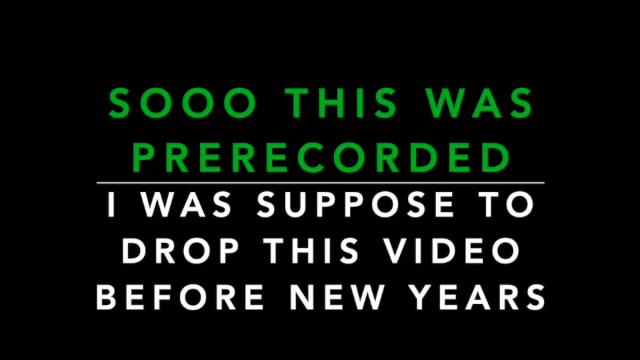 SOOO THIS WAS
PRERECORDED
I WAS SUPPOSE TO
DROP THIS VIDEO
BEFORE NEW YEARS